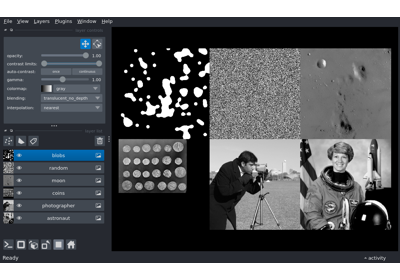 File View Layers Plugins Window Help
opacity: 1.00
contrast limits:
auto-contrast: once continuous
gamma: 1.00
colormap: gray
blending: translucent_no_depth
interpolation: nearest
blobs
random
moon
coins
photographer
astronaut
Ready activity